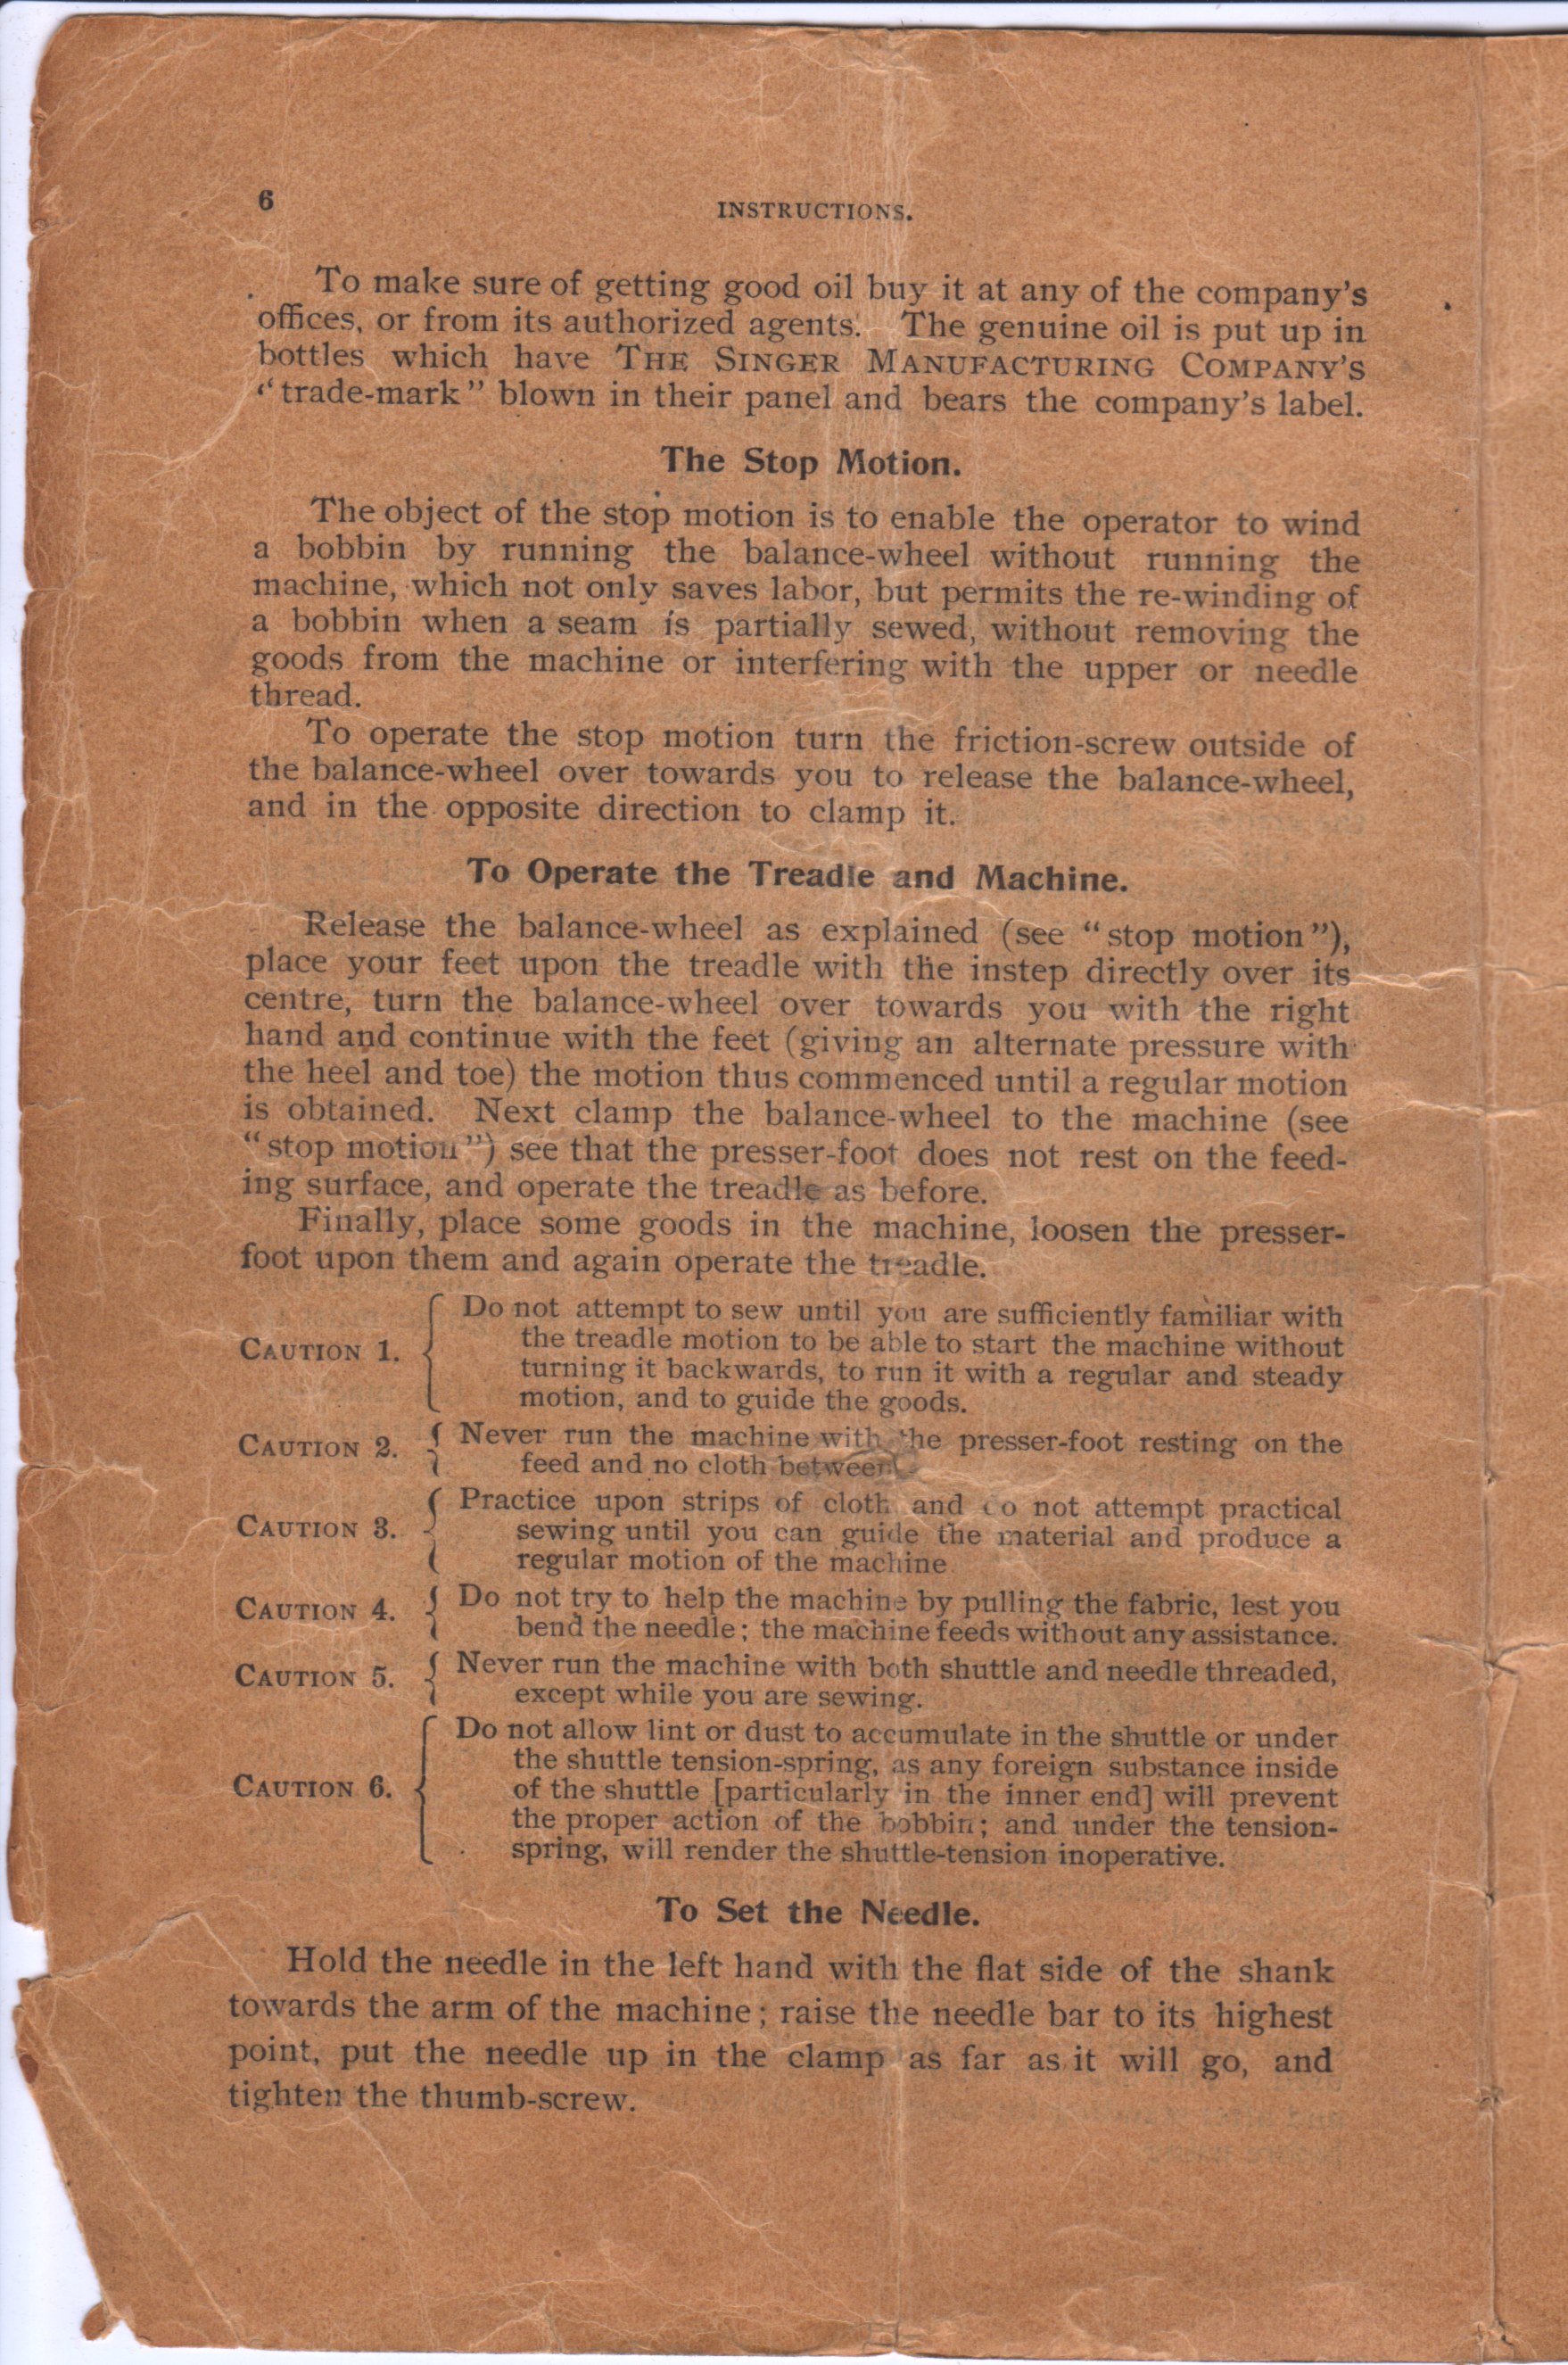 6
INSTRUCTIONS.
To make sure of getting good oil buy it at any of the company's
offices, or from its authorized agents. The genuine oil is put up in
bottles which have THE SINGER MANUFACTURING COMPANY'S
“trade-mark” blown in their panel and bears the company's label.
The Stop Motion.
The object of the stop motion is to enable the operator to wind
a bobbin by running the balance-wheel without running the
machine, which not only saves labor, but permits the re-winding of
a bobbin when a seam is partially sewed, without removing the
goods from the machine or interfering with the upper or needle
thread.
To operate the stop motion turn the friction-screw outside of
the balance-wheel over towards you to release the balance-wheel,
and in the opposite direction to clamp it.
To Operate the Treadle and Machine.
Release the balance-wheel as explained (see “stop motion”),
place your feet upon the treadle with the instep directly over its
centre, turn the balance-wheel over towards you with the right
hand and continue with the feet (giving an alternate pressure with
the heel and toe) the motion thus commenced until a regular motion
is obtained. Next clamp the balance-wheel to the machine (see
“stop motion”) see that the presser-foot does not rest on the feed-
ing surface, and operate the treadle as before.
Finally, place some goods in the machine, loosen the presser-
foot upon them and again operate the treadle.
CAUTION 1. { Do not attempt to sew until you are sufficiently familiar with
the treadle motion to be able to start the machine without
turning it backwards, to run it with a regular and steady
motion, and to guide the goods.
CAUTION 2. { Never run the machine with the presser-foot resting on the
feed and no cloth between.
CAUTION 3. { Practice upon strips of cloth and do not attempt practical
sewing until you can guide the material and produce a
regular motion of the machine.
CAUTION 4. { Do not try to help the machine by pulling the fabric, lest you
bend the needle; the machine feeds without any assistance.
CAUTION 5. { Never run the machine with both shuttle and needle threaded,
except while you are sewing.
CAUTION 6. { Do not allow lint or dust to accumulate in the shuttle or under
the shuttle tension-spring, as any foreign substance inside
of the shuttle [particularly in the inner end] will prevent
the proper action of the bobbin; and under the tension-
spring, will render the shuttle-tension inoperative.
To Set the Needle.
Hold the needle in the left hand with the flat side of the shank
towards the arm of the machine; raise the needle bar to its highest
point, put the needle up in the clamp as far as it will go, and
tighten the thumb-screw.